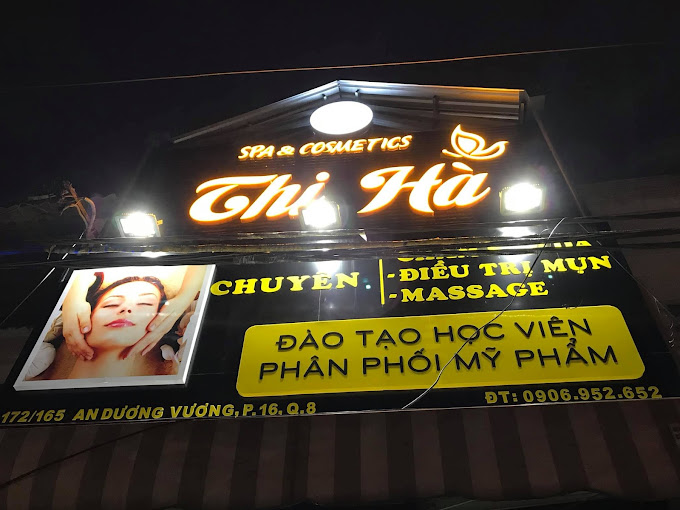 SPA & COSMETICS
Thị Hà
CHUYÊN
-ĐIỀU TRỊ MỤN
-MASSAGE
ĐÀO TẠO HỌC VIÊN
PHÂN PHỐI MỸ PHẨM
172/165 AN DƯƠNG VƯƠNG, P.16, Q.8
ĐT: 0906.952.652